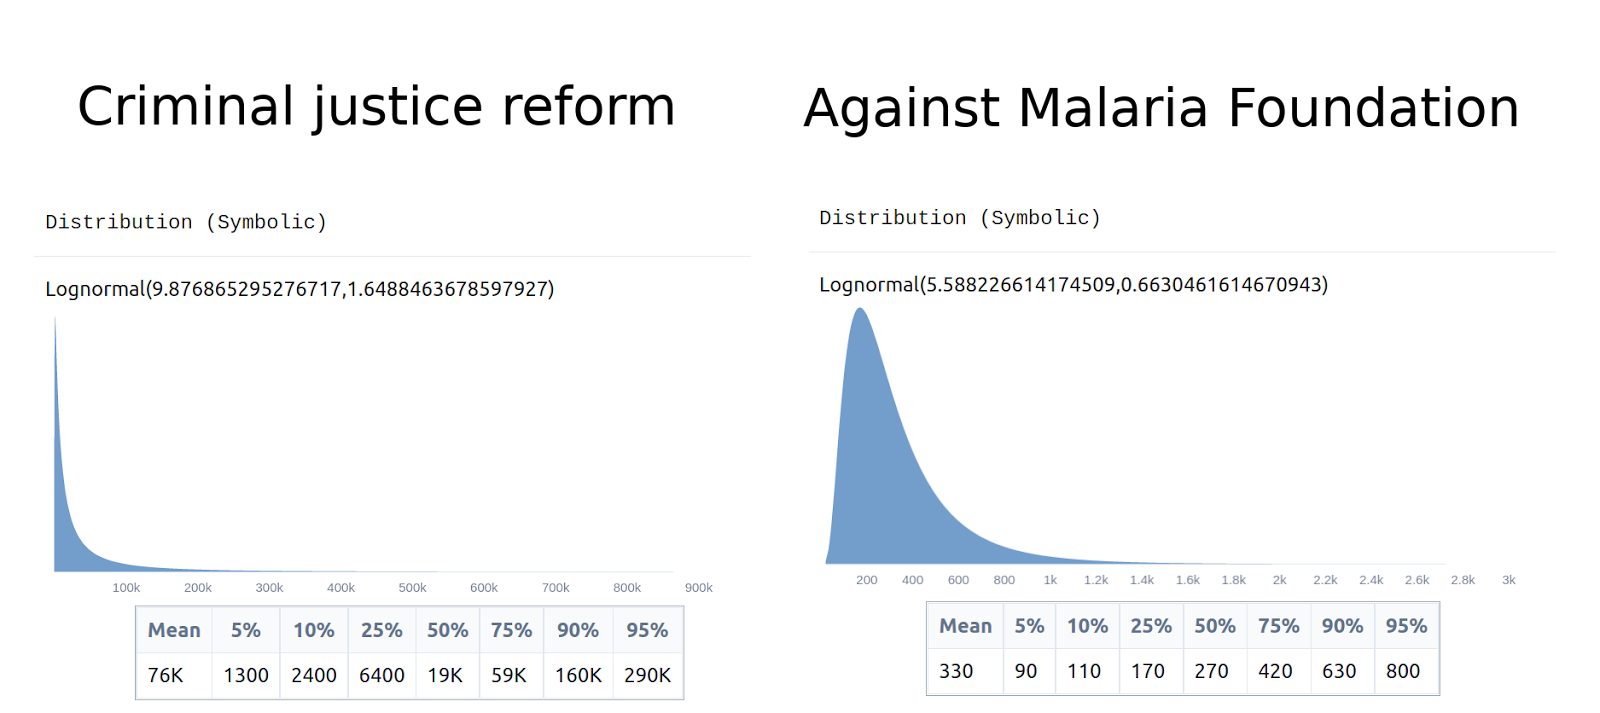 Criminal justice reform
Distribution (Symbolic)
Lognormal(9.876865295276717,1.6488463678597927)
100k 200k 300k 400k 500k 600k 700k 800k 900k
Mean 5% 10% 25% 50% 75% 90% 95%
76K 1300 2400 6400 19K 59K 160K 290K
Against Malaria Foundation
Distribution (Symbolic)
Lognormal(5.588226614174509,0.6630461614670943)
200 400 600 800 1k 1.2k 1.4k 1.6k 1.8k 2k 2.2k 2.4k 2.6k 2.8k 3k
Mean 5% 10% 25% 50% 75% 90% 95%
330 90 110 170 270 420 630 800